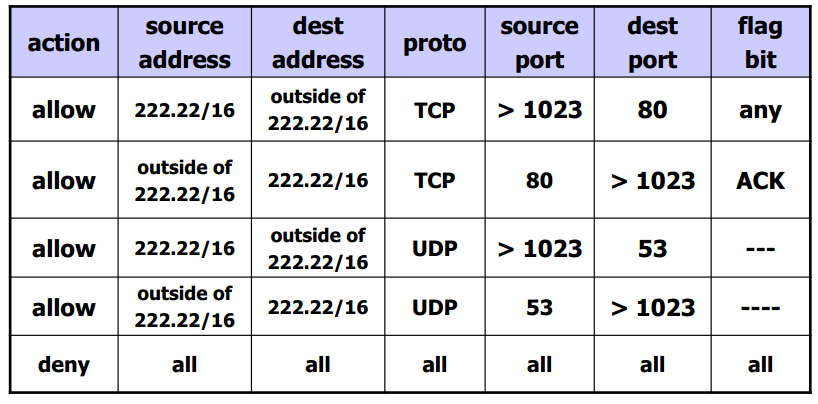 action source address dest address proto source port dest port flag bit
allow 222.22/16 outside of 222.22/16 TCP > 1023 80 any
allow outside of 222.22/16 222.22/16 TCP 80 > 1023 ACK
allow 222.22/16 outside of 222.22/16 UDP > 1023 53 ---
allow outside of 222.22/16 222.22/16 UDP 53 > 1023 ----
deny all all all all all all